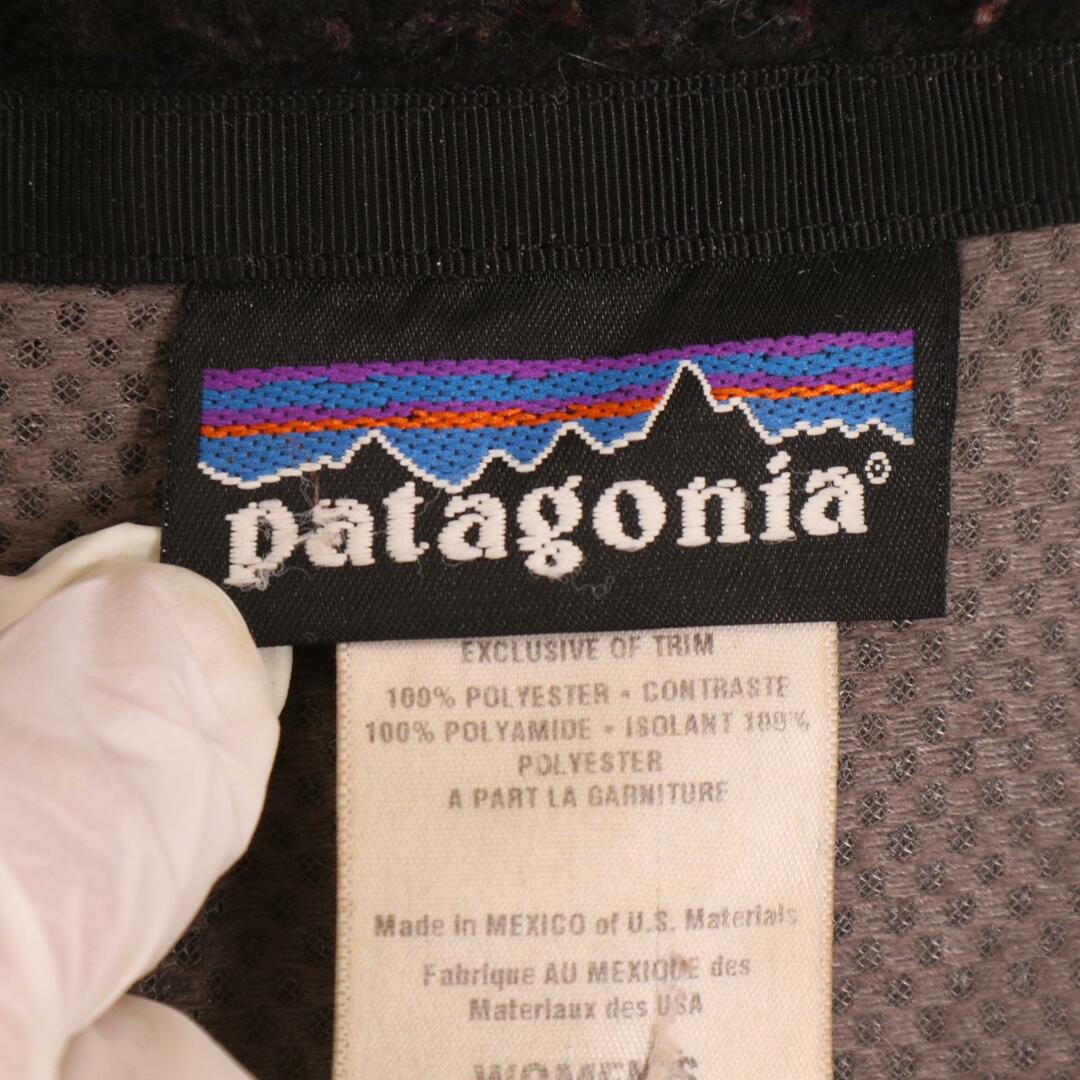 patagonia®
EXCLUSIVE OF TRIM
100% POLYESTER • CONTRASTE
100% POLYAMIDE • ISOLANT 100%
POLYESTER
A PART LA GARNITURE
Made in MEXICO of U.S. Materials
Fabrique AU MEXIQUE des
Materiaux des USA
WOMEN'S